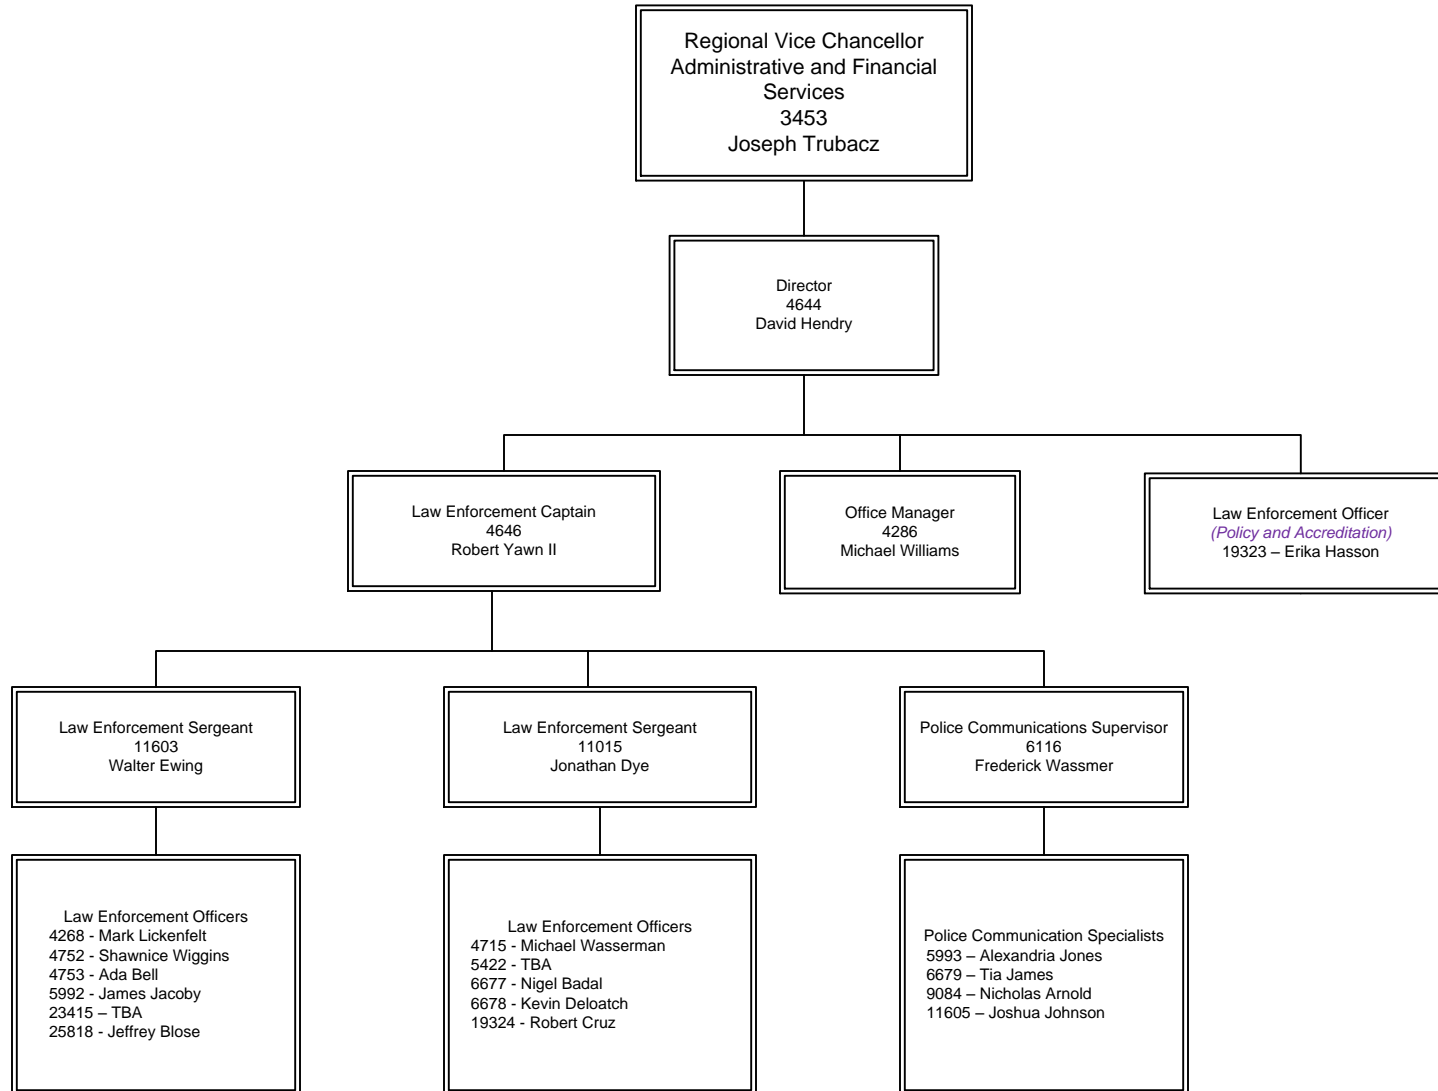 Regional Vice Chancellor
Administrative and Financial
Services
3453
Joseph Trubacz
Director
4644
David Hendry
Law Enforcement Captain
4646
Robert Yawn II
Office Manager
4286
Michael Williams
Law Enforcement Officer
(Policy and Accreditation)
19323 – Erika Hasson
Law Enforcement Sergeant
11603
Walter Ewing
Law Enforcement Sergeant
11015
Jonathan Dye
Police Communications Supervisor
6116
Frederick Wassmer
Law Enforcement Officers
4268 - Mark Lickenfelt
4752 - Shawnice Wiggins
4753 - Ada Bell
5992 - James Jacoby
23415 – TBA
25818 - Jeffrey Blose
Law Enforcement Officers
4715 - Michael Wasserman
5422 - TBA
6677 - Nigel Badal
6678 - Kevin Deloatch
19324 - Robert Cruz
Police Communication Specialists
5993 – Alexandria Jones
6679 – Tia James
9084 – Nicholas Arnold
11605 – Joshua Johnson